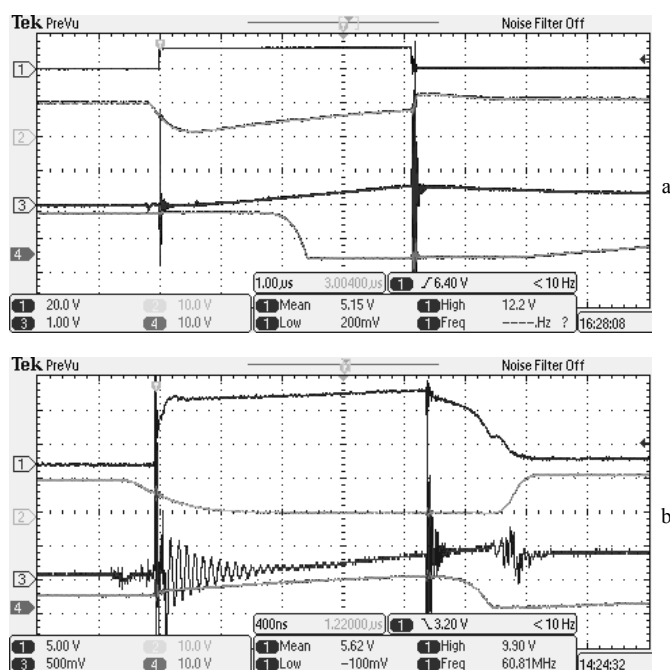 Tek PreVu Noise Filter Off
1
2
3
4
a
1.00µs 3.00400µs 1 ∫ 6.40 V < 10 Hz
1 20.0 V 2 10.0 V 1 Mean 5.15 V 1 High 12.2 V
3 1.00 V 4 10.0 V 1 Low 200mV 1 Freq ----.Hz ? 16:28:08
Tek PreVu Noise Filter Off
1
2
3
4
b
400ns 1.22000µs 1 \ 3.20 V < 10 Hz
1 5.00 V 2 10.0 V 1 Mean 5.62 V 1 High 9.90 V
3 500mV 4 10.0 V 1 Low −100mV 1 Freq 60.81MHz 14:24:32